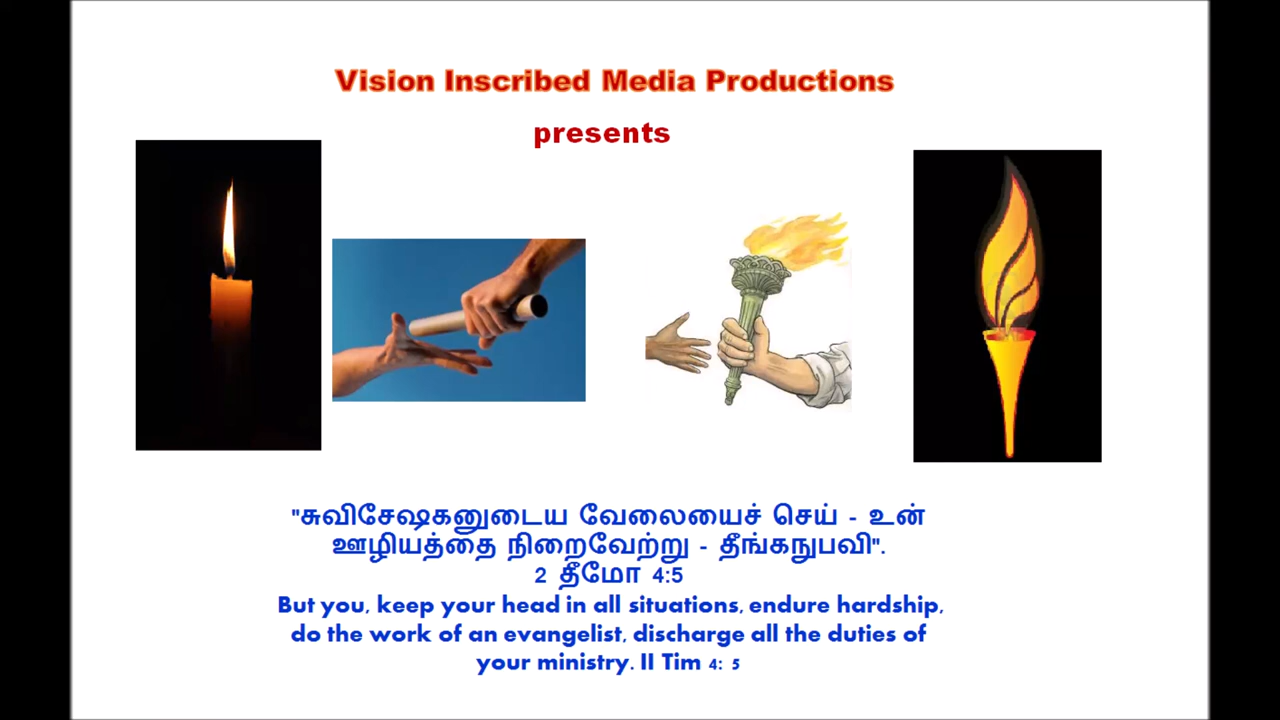 Vision Inscribed Media Productions
presents
"சுவிசேஷகனுடைய வேலையைச் செய் - உன்
ஊழியத்தை நிறைவேற்று - தீங்கநுபவி".
2 தீமோ 4:5
But you, keep your head in all situations, endure hardship,
do the work of an evangelist, discharge all the duties of
your ministry. II Tim 4: 5